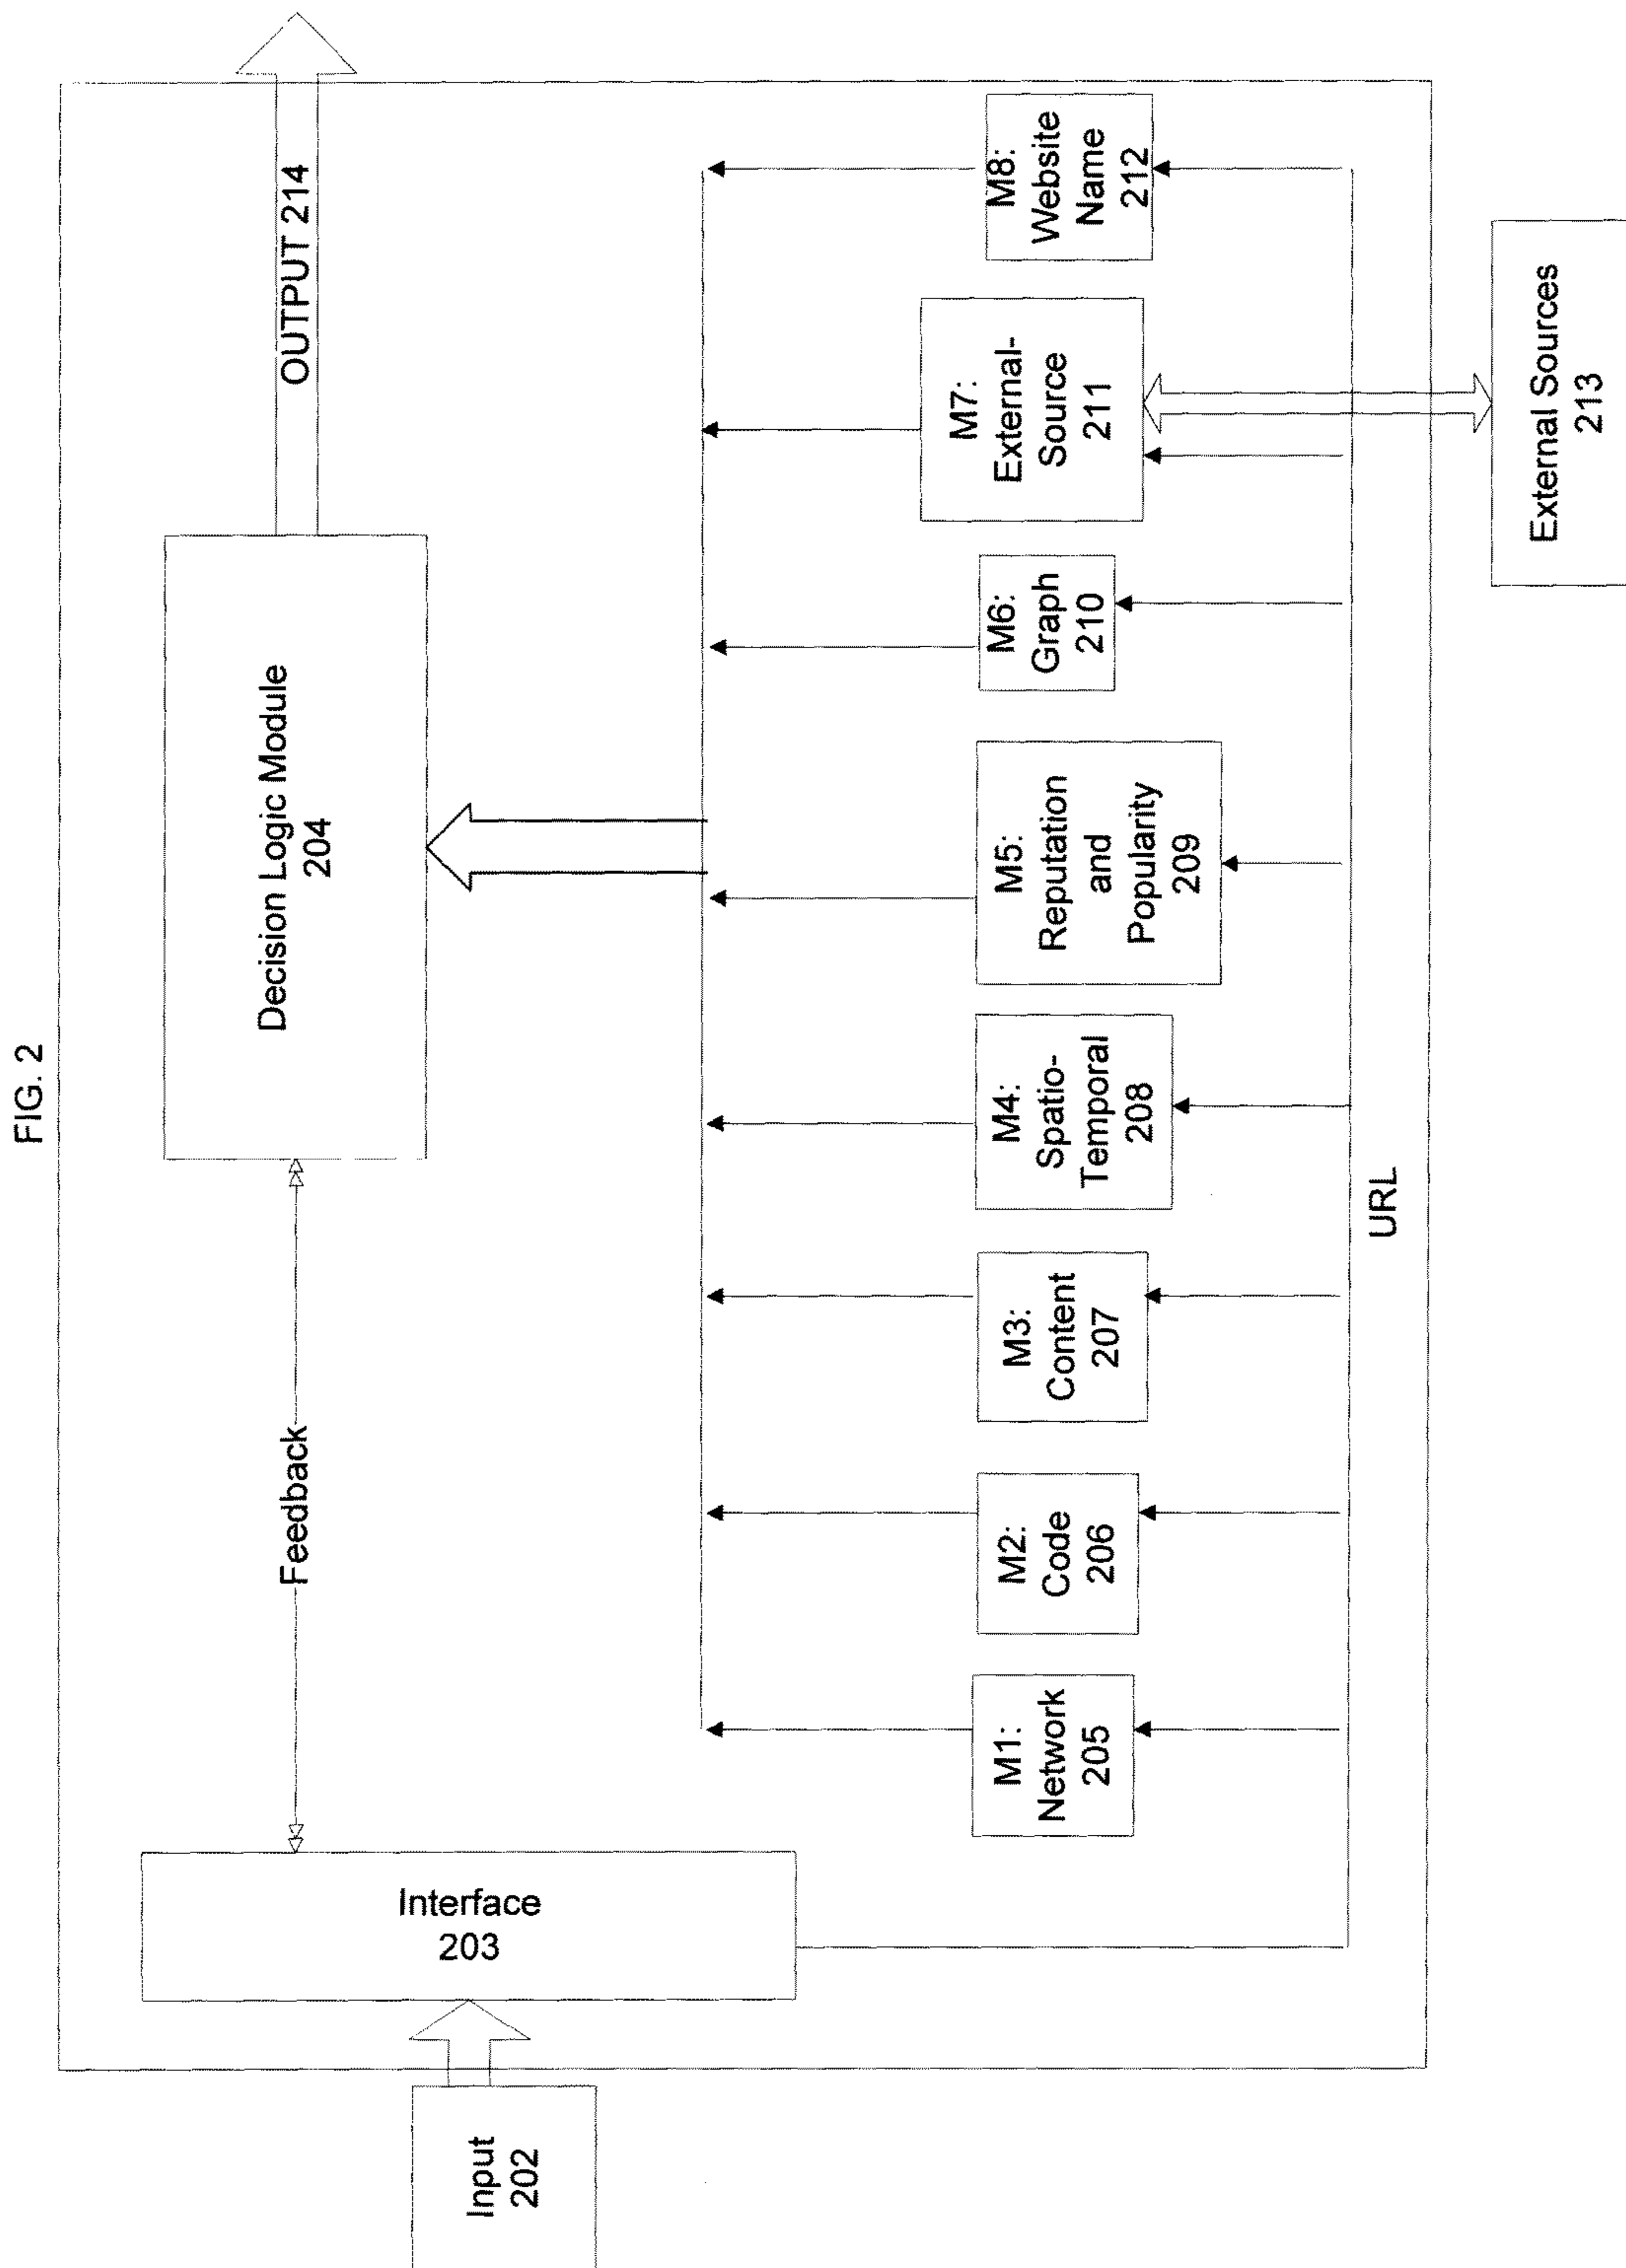 FIG. 2
Input
202
Interface
203
Feedback
Decision Logic Module
204
OUTPUT 214
M1:
Network
205
M2:
Code
206
M3:
Content
207
M4:
Spatio-
Temporal
208
M5:
Reputation
and
Popularity
209
M6:
Graph
210
M7:
External-
Source
211
M8:
Website
Name
212
URL
External Sources
213